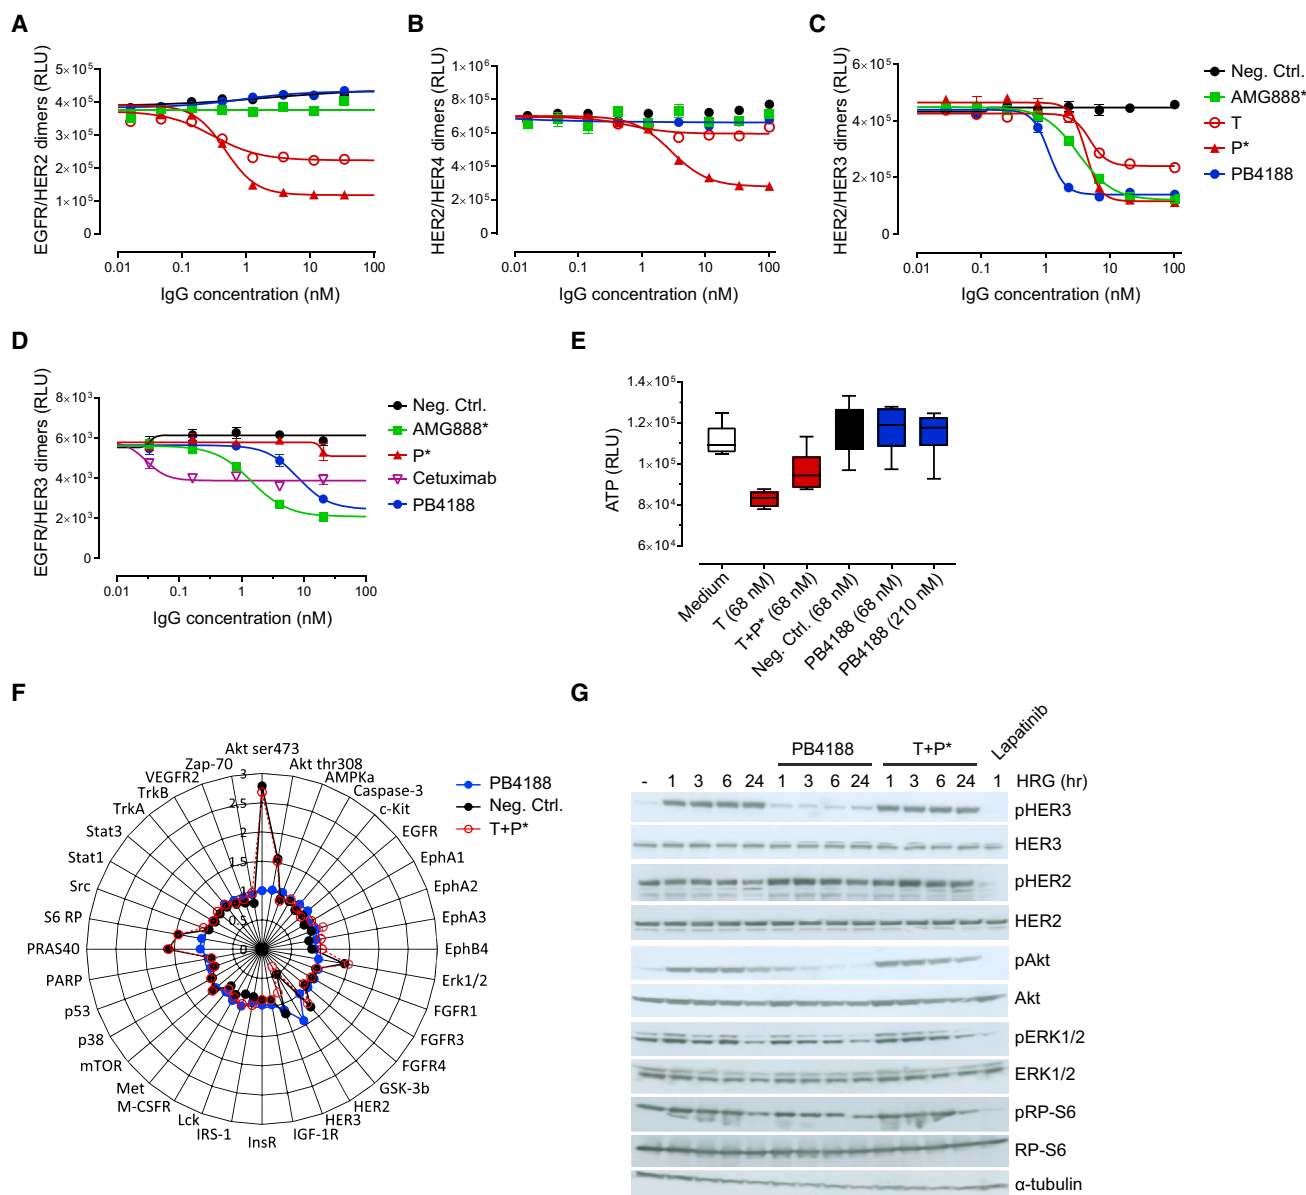 A
EGFR/HER2 dimers (RLU)
5×10⁵
4×10⁵
3×10⁵
2×10⁵
1×10⁵
0
0.01 0.1 1 10 100
IgG concentration (nM)
B
HER2/HER4 dimers (RLU)
1×10⁶
8×10⁵
6×10⁵
4×10⁵
2×10⁵
0
0.01 0.1 1 10 100
IgG concentration (nM)
C
HER2/HER3 dimers (RLU)
6×10⁵
4×10⁵
2×10⁵
0
0.01 0.1 1 10 100
IgG concentration (nM)
Neg. Ctrl.
AMG888*
T
P*
PB4188
D
EGFR/HER3 dimers (RLU)
8×10³
6×10³
4×10³
2×10³
0
0.01 0.1 1 10 100
IgG concentration (nM)
Neg. Ctrl.
AMG888*
P*
Cetuximab
PB4188
E
ATP (RLU)
1.4×10⁵
1.2×10⁵
1×10⁵
8×10⁴
6×10⁴
Medium
T (68 nM)
T+P* (68 nM)
Neg. Ctrl. (68 nM)
PB4188 (68 nM)
PB4188 (210 nM)
F
Akt ser473
Akt thr308
AMPKa
Caspase-3
c-Kit
EGFR
EphA1
EphA2
EphA3
EphB4
Erk1/2
FGFR1
FGFR3
FGFR4
GSK-3b
HER2
HER3
IGF-1R
InsR
IRS-1
Lck
M-CSFR
Met
mTOR
p38
p53
PARP
PRAS40
S6 RP
Src
Stat1
Stat3
TrkA
TrkB
VEGFR2
Zap-70
3
2.5
2
1.5
1
0.5
0
PB4188
Neg. Ctrl.
T+P*
G
PB4188 T+P* Lapatinib
- 1 3 6 24 1 3 6 24 1 3 6 24 1 HRG (hr)
pHER3
HER3
pHER2
HER2
pAkt
Akt
pERK1/2
ERK1/2
pRP-S6
RP-S6
α-tubulin